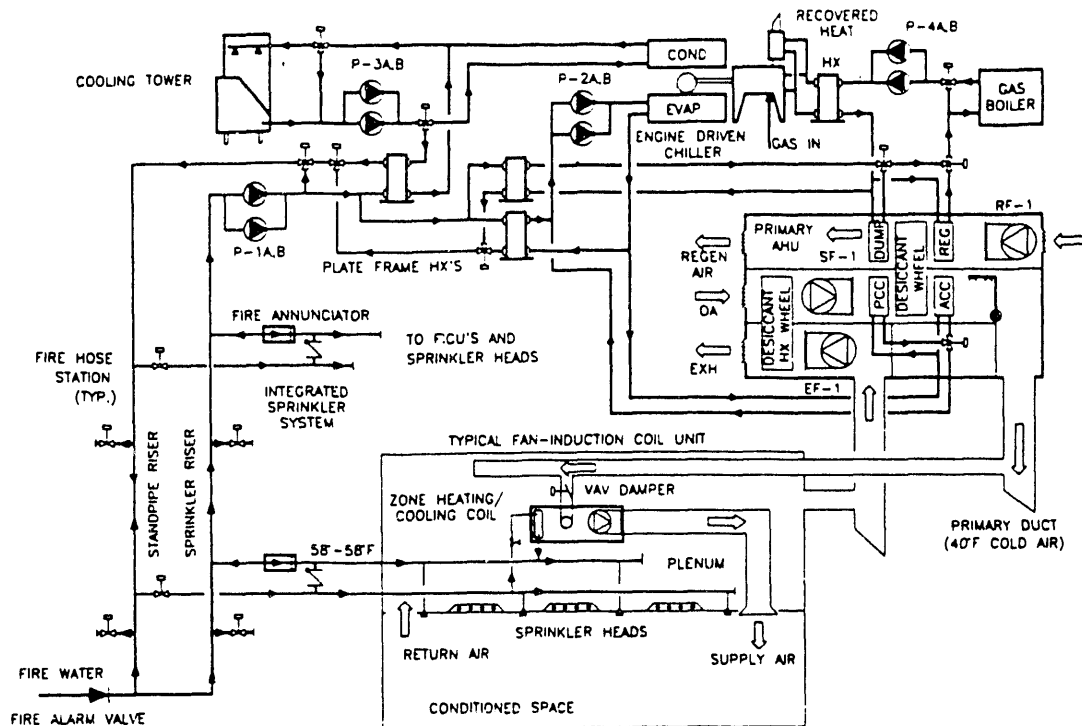 RECOVERED
HEAT
P-4A,B
COOLING TOWER
P-3A,B
COND
P-2A,B
HX
GAS
BOILER
EVAP
ENGINE DRIVEN
CHILLER
GAS IN
P-1A,B
PLATE FRAME HX'S
RF-1
PRIMARY
AHU
DUMP
REG
REGEN
AIR
SF-1
DESICCANT
WHEEL
OA
DESICCANT
HX WHEEL
PCC
ACC
EXH
EF-1
FIRE ANNUNCIATOR
TO FCU'S AND
SPRINKLER HEADS
FIRE HOSE
STATION
(TYP.)
INTEGRATED
SPRINKLER
SYSTEM
STANDPIPE RISER
SPRINKLER RISER
TYPICAL FAN-INDUCTION COIL UNIT
VAV DAMPER
ZONE HEATING/
COOLING COIL
58°-58°F
PLENUM
PRIMARY DUCT
(40°F COLD AIR)
SPRINKLER HEADS
RETURN AIR
SUPPLY AIR
FIRE WATER
FIRE ALARM VALVE
CONDITIONED SPACE